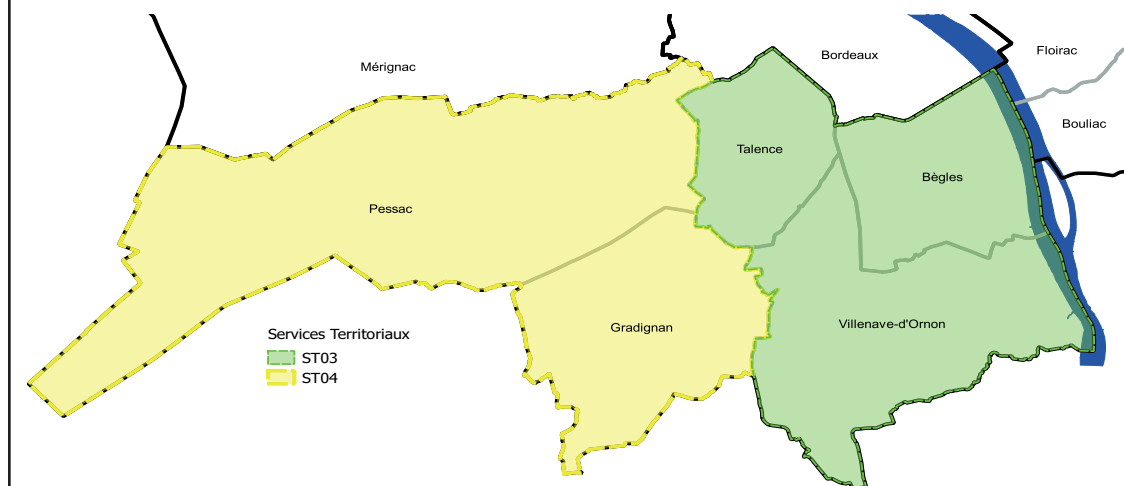 Floirac
Bordeaux
Mérignac
Bouliac
Talence
Bègles
Pessac
Villenave-d'Ornon
Gradignan
Services Territoriaux
ST03
ST04